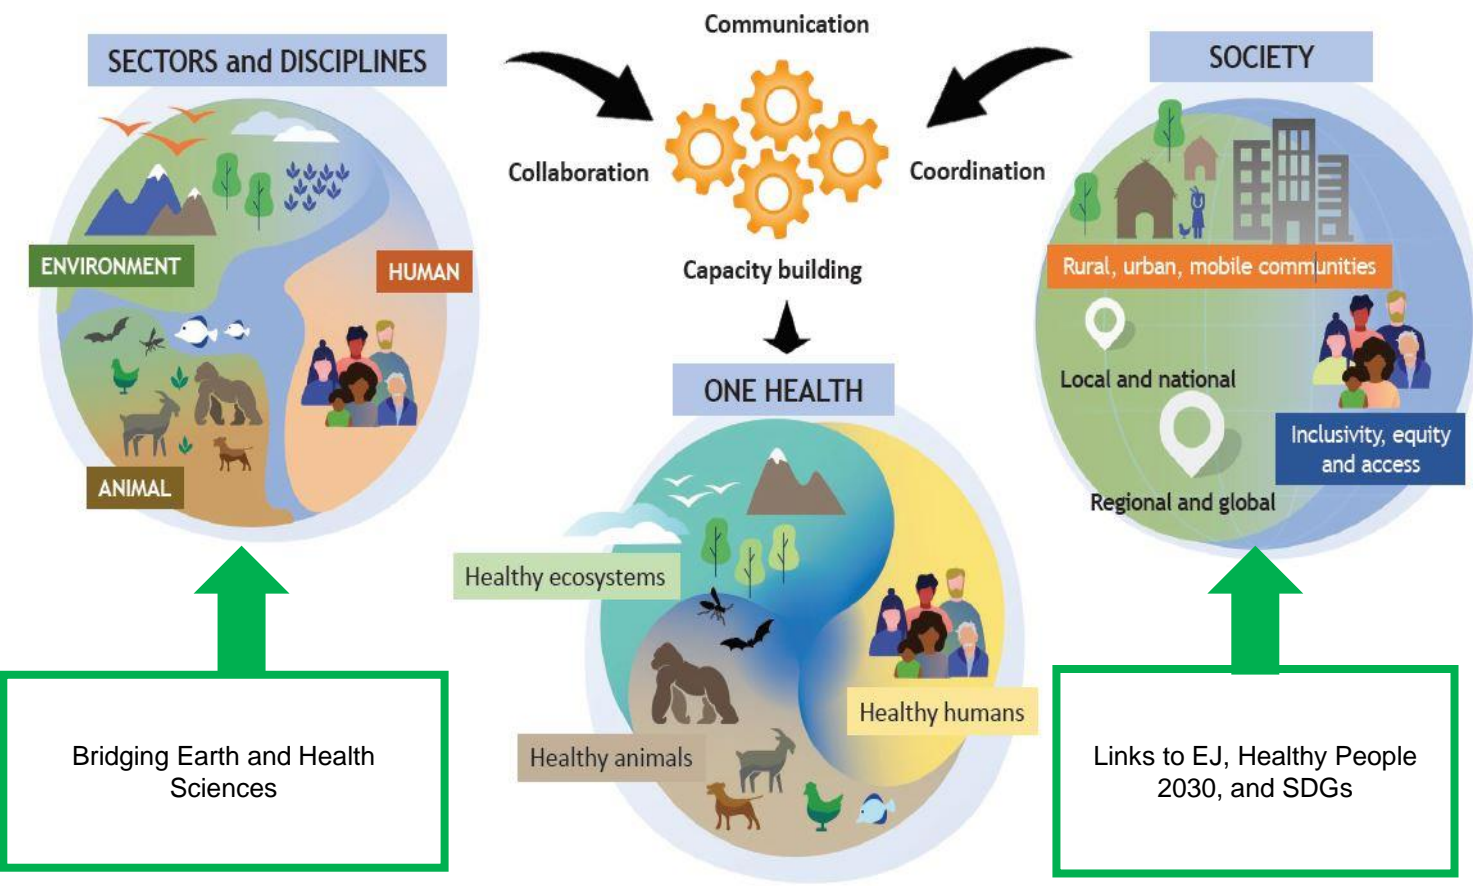 Communication
SECTORS and DISCIPLINES
SOCIETY
Collaboration
Coordination
Capacity building
ENVIRONMENT
HUMAN
ANIMAL
Rural, urban, mobile communities
Local and national
Inclusivity, equity
and access
Regional and global
ONE HEALTH
Healthy ecosystems
Healthy humans
Healthy animals
Bridging Earth and Health
Sciences
Links to EJ, Healthy People
2030, and SDGs